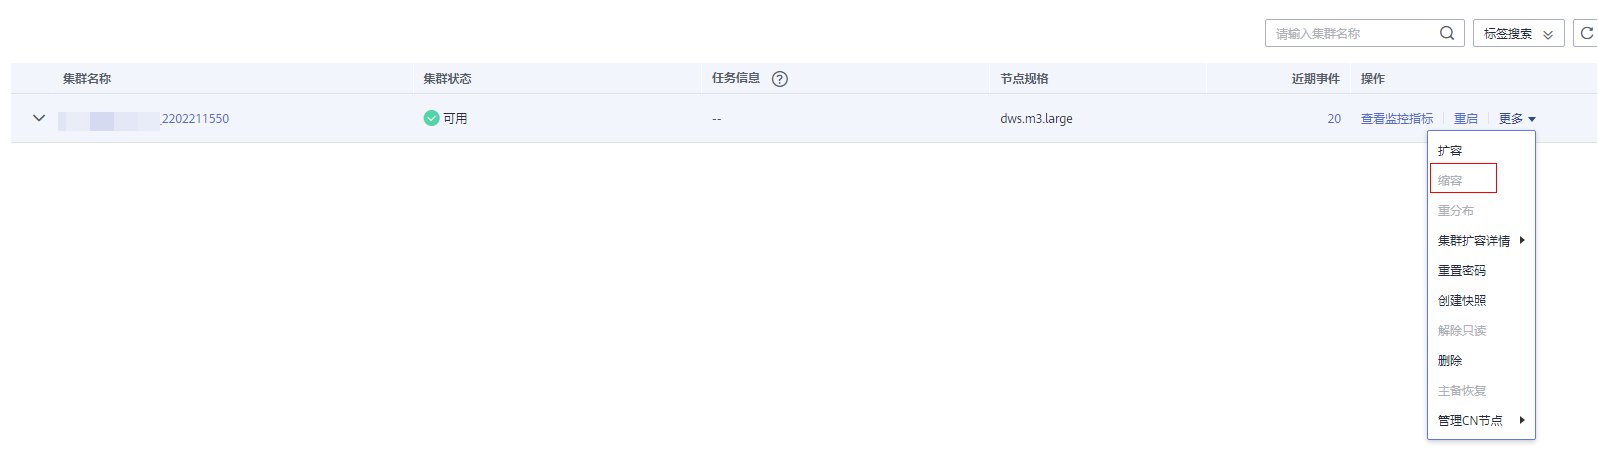 请输入集群名称
标签搜索
集群名称 集群状态 任务信息 节点规格 近期事件 操作
_2202211550 可用 -- dws.m3.large 20 查看监控指标 重启 更多
扩容
缩容
重分布
集群扩容详情
重置密码
创建快照
解除只读
删除
主备恢复
管理CN节点